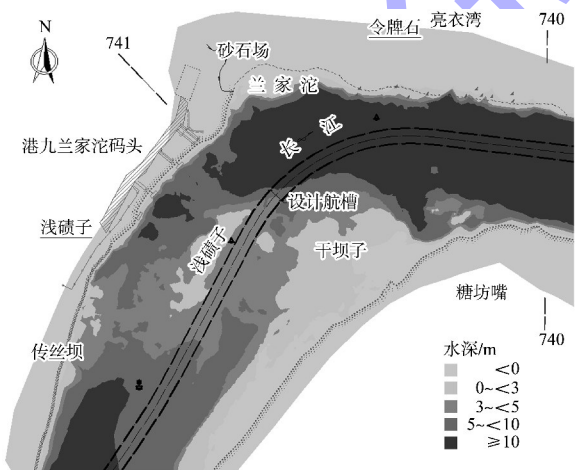 令牌石
亮衣湾
740
N
741
砂石场
兰家沱
长江
港九兰家沱码头
设计航槽
浅碛子
浅碛子
干坝子
糖坊嘴
740
传丝坝
水深/m
<0
0~<3
3~<5
5~<10
≥10